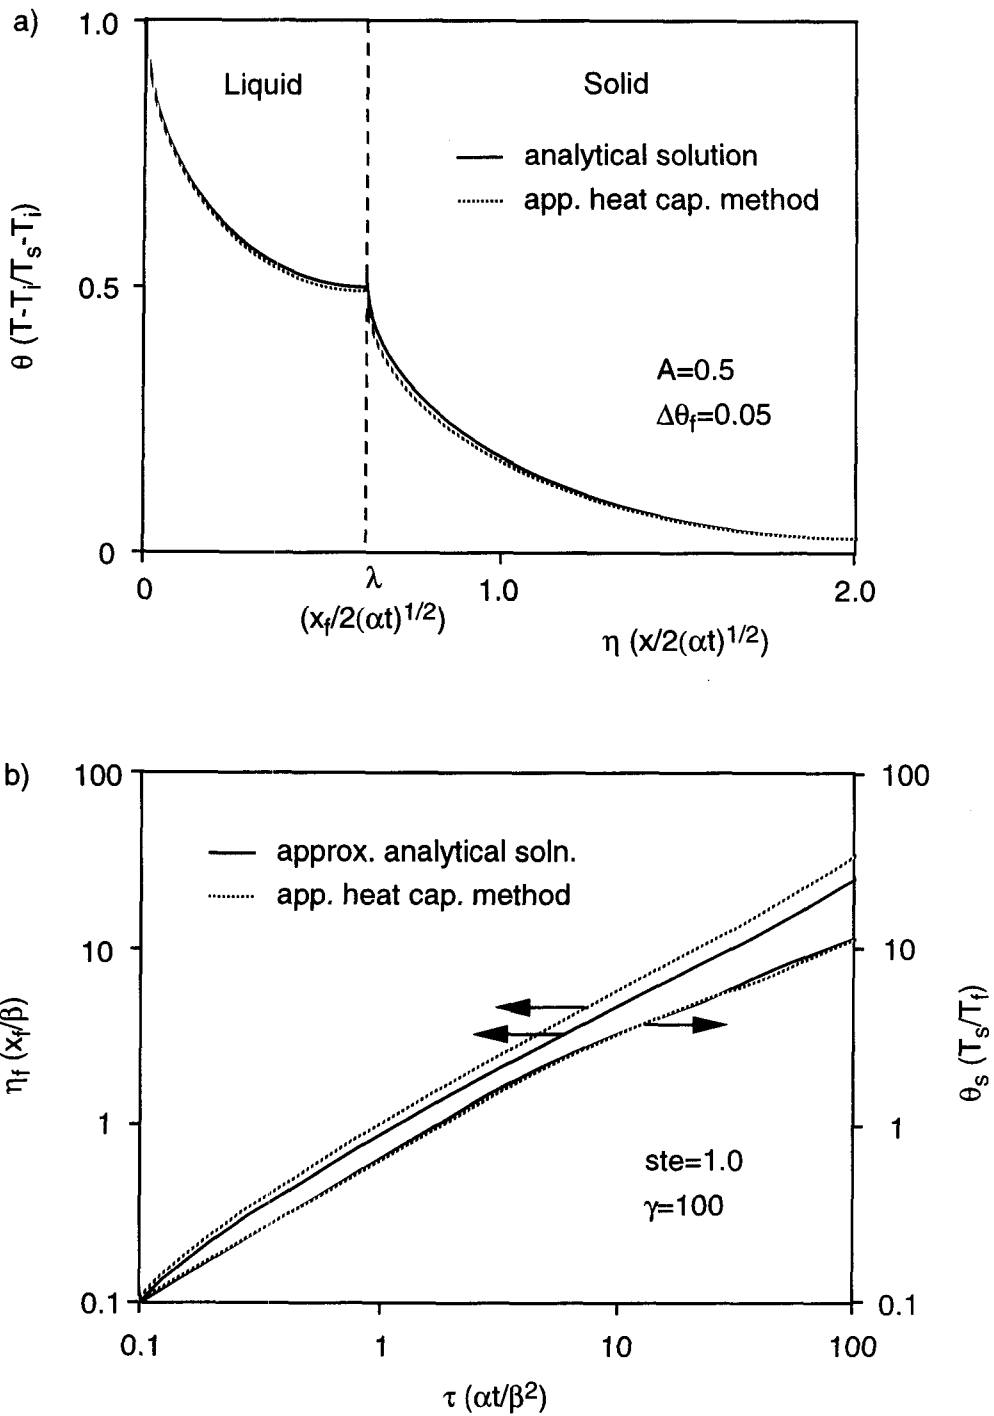 a)
1.0
Liquid
Solid
analytical solution
app. heat cap. method
θ (T-Tᵢ/Tₛ-Tᵢ)
0.5
A=0.5
Δθf=0.05
0
0
λ
1.0
2.0
(xf/2(αt)^1/2)
η (x/2(αt)^1/2)
b)
100
100
approx. analytical soln.
app. heat cap. method
10
10
ηf (xf/β)
θₛ (Tₛ/Tf)
1
1
ste=1.0
γ=100
0.1
0.1
0.1
1
10
100
τ (αt/β²)